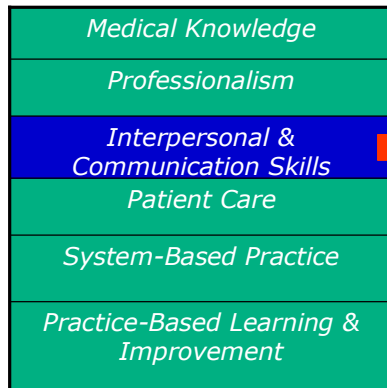 Medical Knowledge
Professionalism
Interpersonal &
Communication Skills
Patient Care
System-Based Practice
Practice-Based Learning &
Improvement